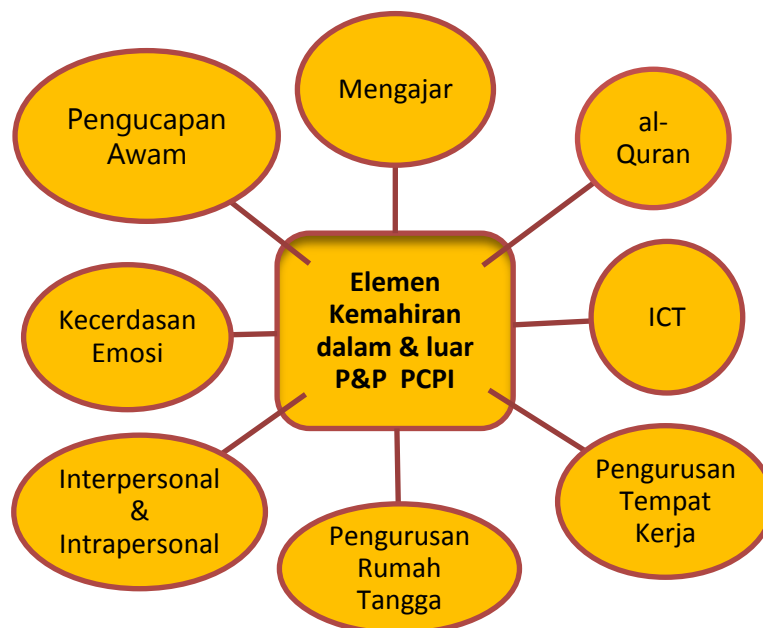 Mengajar
Pengucapan
Awam
al-
Quran
Elemen
Kemahiran
dalam & luar
P&P PCPI
Kecerdasan
Emosi
ICT
Interpersonal
&
Intrapersonal
Pengurusan
Rumah
Tangga
Pengurusan
Tempat
Kerja